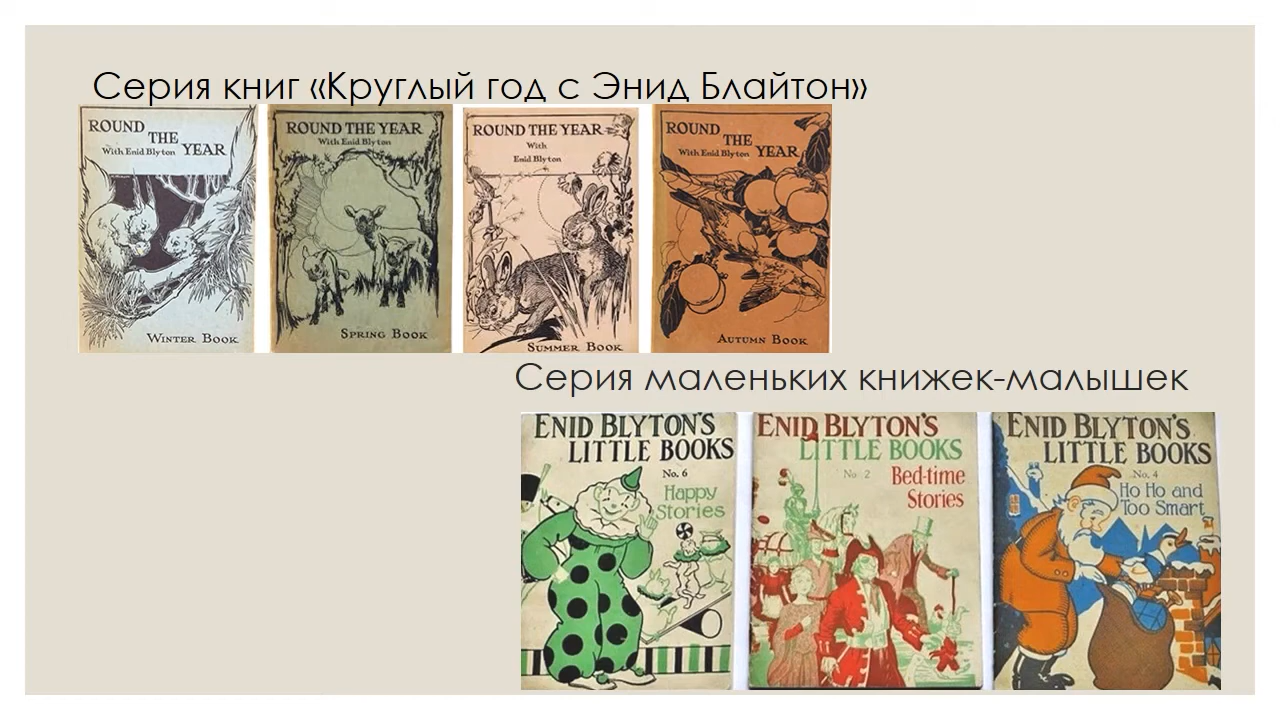 Серия книг «Круглый год с Энид Блайтон»
ROUND
THE
With Enid Blyton YEAR
WINTER BOOK
ROUND THE YEAR
With Enid Blyton
SPRING BOOK
ROUND THE YEAR
With
Enid Blyton
SUMMER BOOK
ROUND
THE
With Enid Blyton YEAR
AUTUMN BOOK
Серия маленьких книжек-малышек
ENID BLYTON'S
LITTLE BOOKS
No. 6
Happy
Stories
ENID BLYTON'S
LITTLE BOOKS
No 2
Bed-time
Stories
ENID BLYTON'S
LITTLE BOOKS
No. 4
Ho Ho and
Too Smart